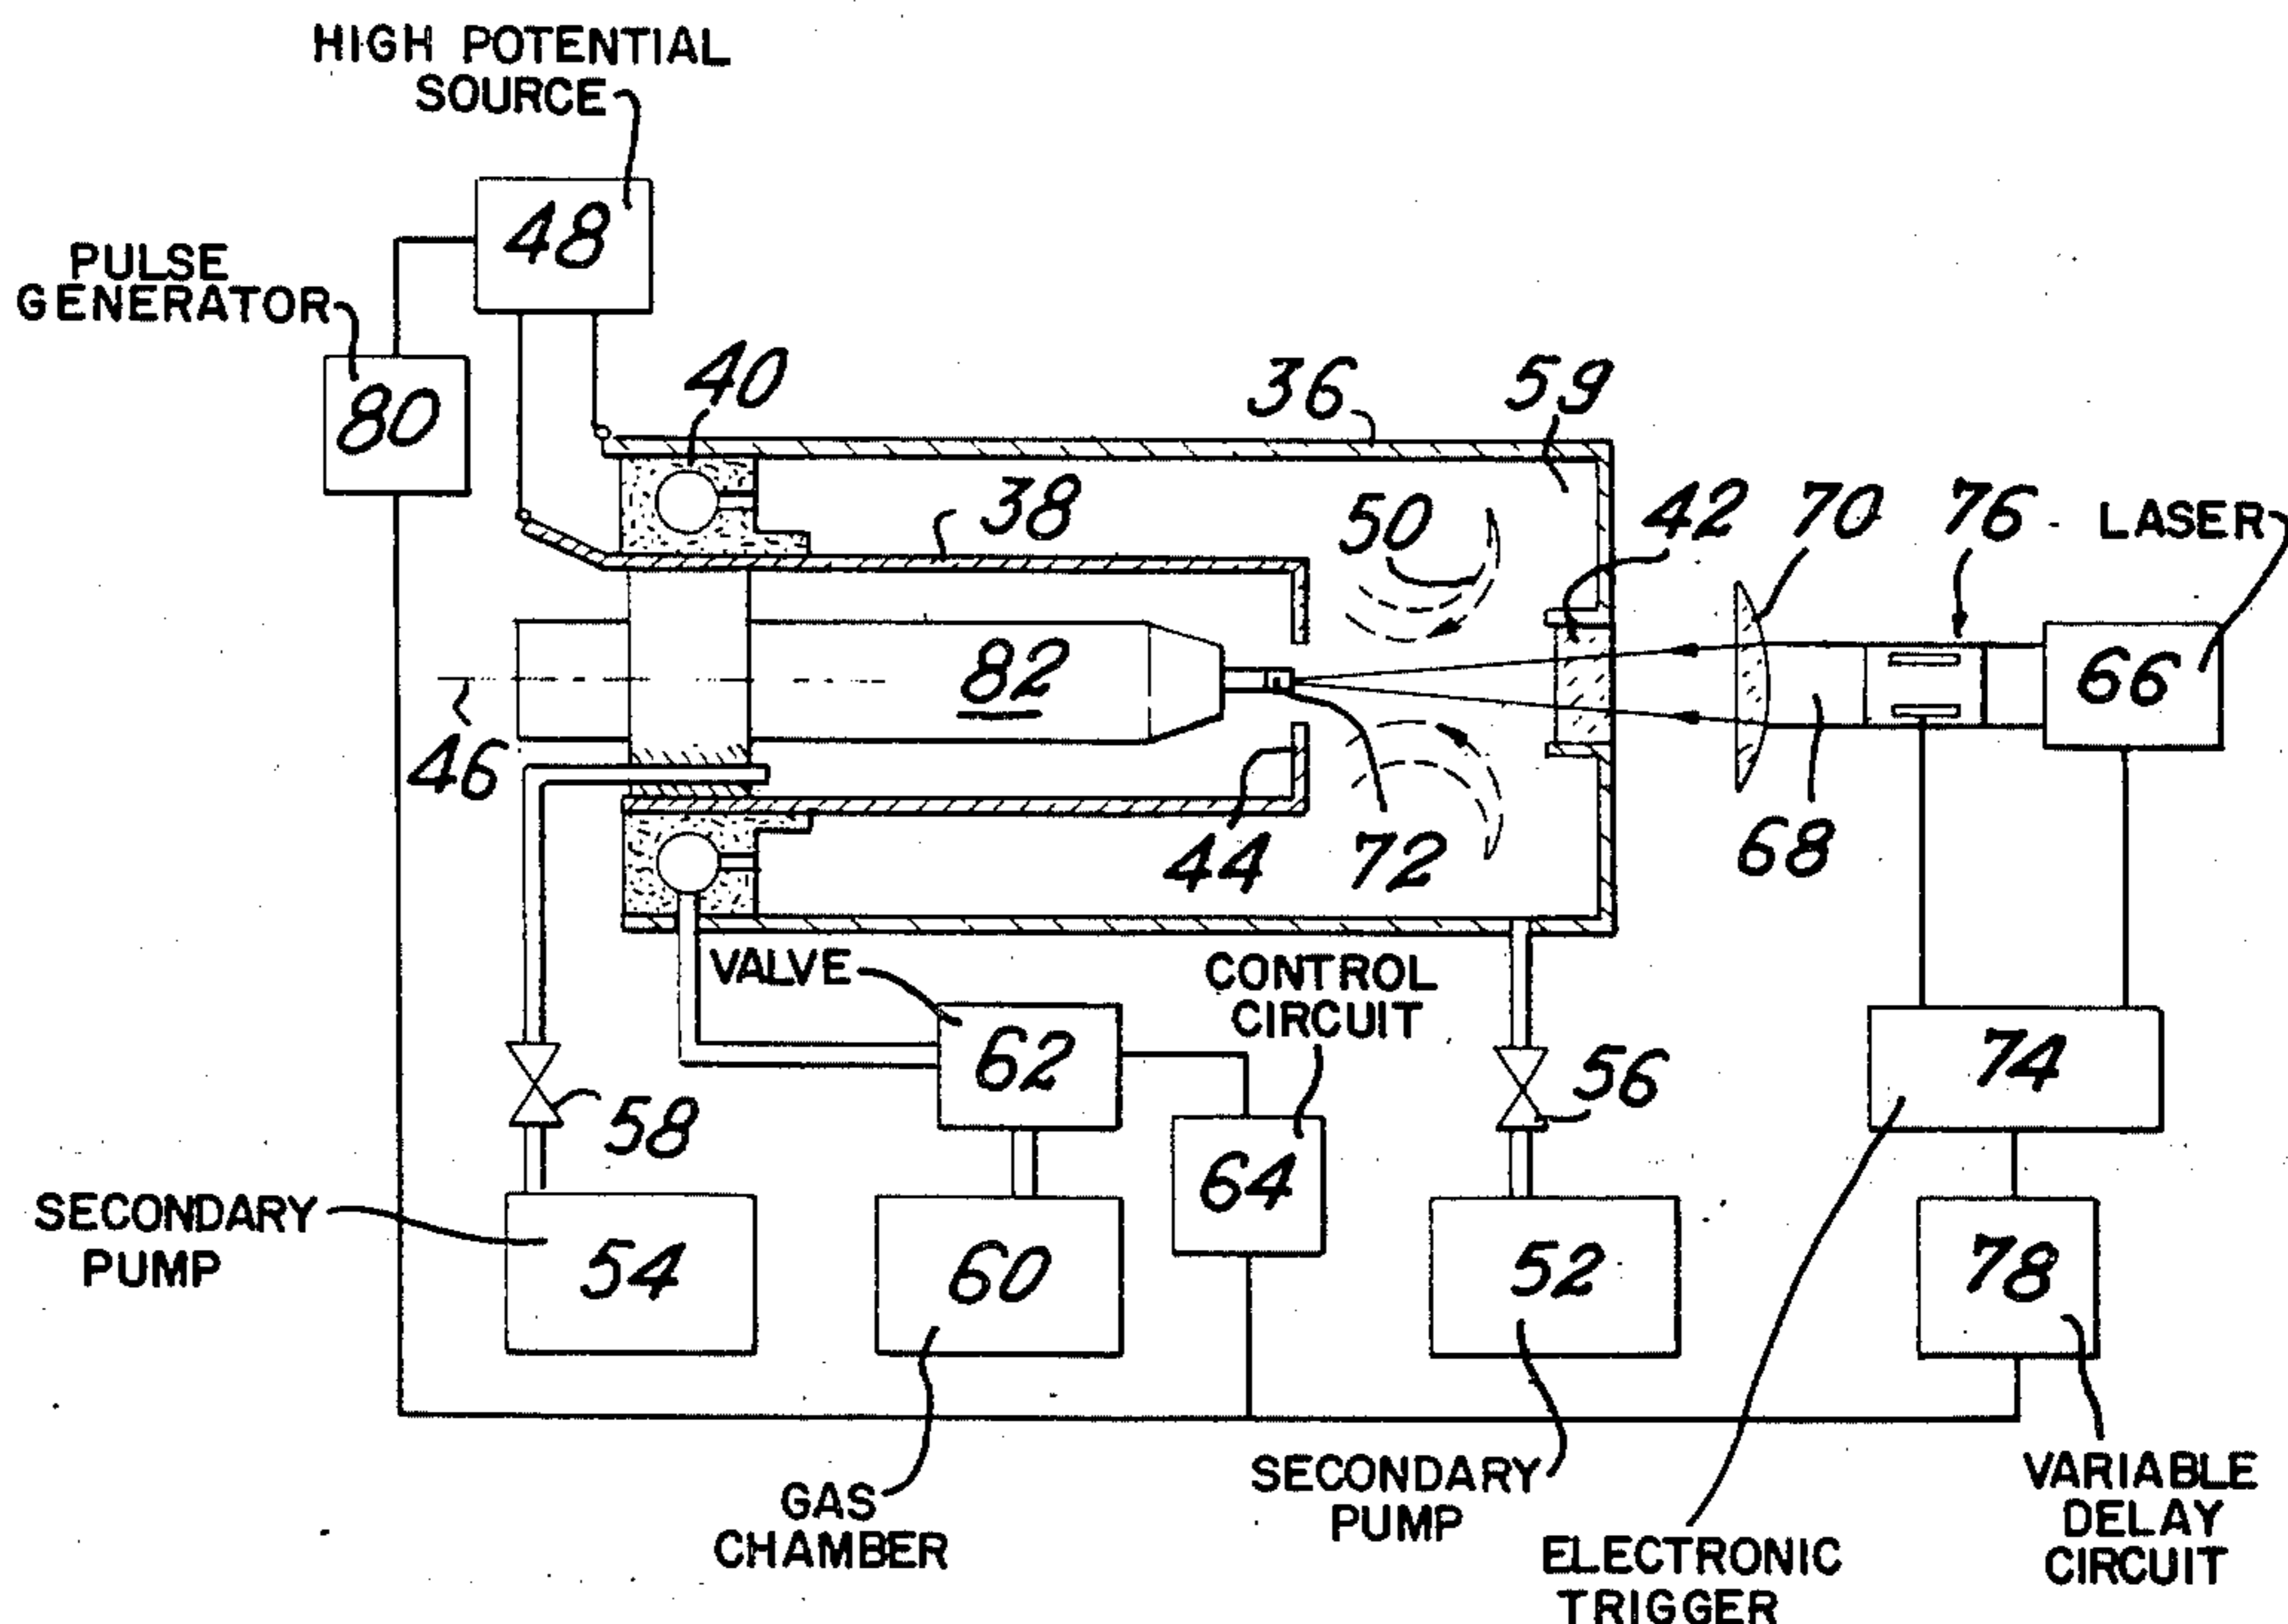 HIGH POTENTIAL
SOURCE
48
PULSE
GENERATOR
80
40
36
59
38
50
42
70
76
LASER
66
82
46
44
72
68
VALVE
62
CONTROL
CIRCUIT
64
58
56
74
SECONDARY
PUMP
54
60
52
78
GAS
CHAMBER
SECONDARY
PUMP
ELECTRONIC
TRIGGER
VARIABLE
DELAY
CIRCUIT